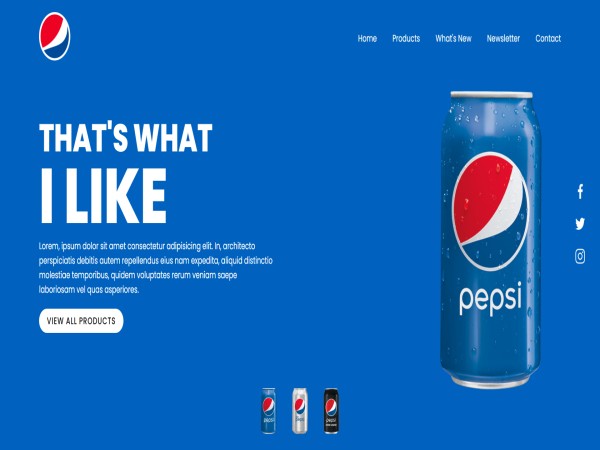 Home Products What's New Newsletter Contact
THAT'S WHAT
I LIKE
Lorem, ipsum dolor sit amet consectetur adipisicing elit. In, architecto
perspiciatis debitis autem repellendus eius nam expedita, aliquid distinctio
molestiae temporibus, quidem voluptates rerum veniam saepe
laboriosam vel quas asperiores.
VIEW ALL PRODUCTS
pepsi